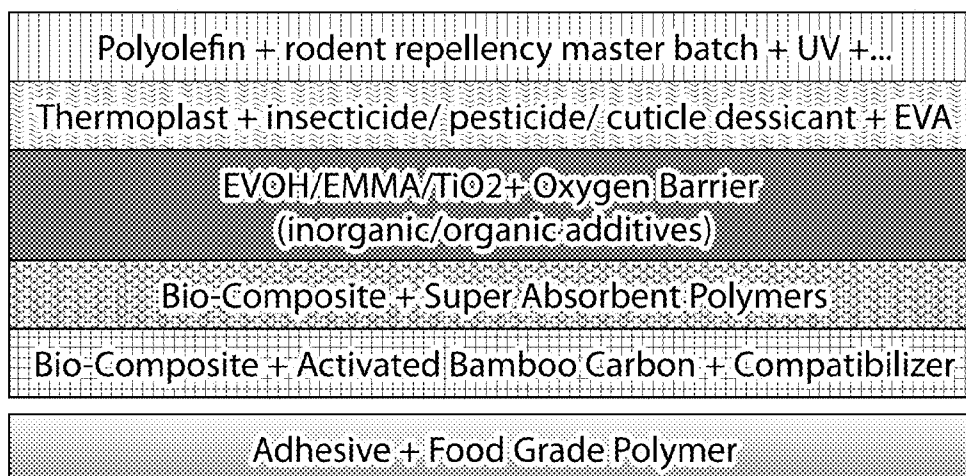 Polyolefin + rodent repellency master batch + UV +...
Thermoplast + insecticide/ pesticide/ cuticle dessicant + EVA
EVOH/EMMA/TiO2+ Oxygen Barrier
(inorganic/organic additives)
Bio-Composite + Super Absorbent Polymers
Bio-Composite + Activated Bamboo Carbon + Compatibilizer
Adhesive + Food Grade Polymer